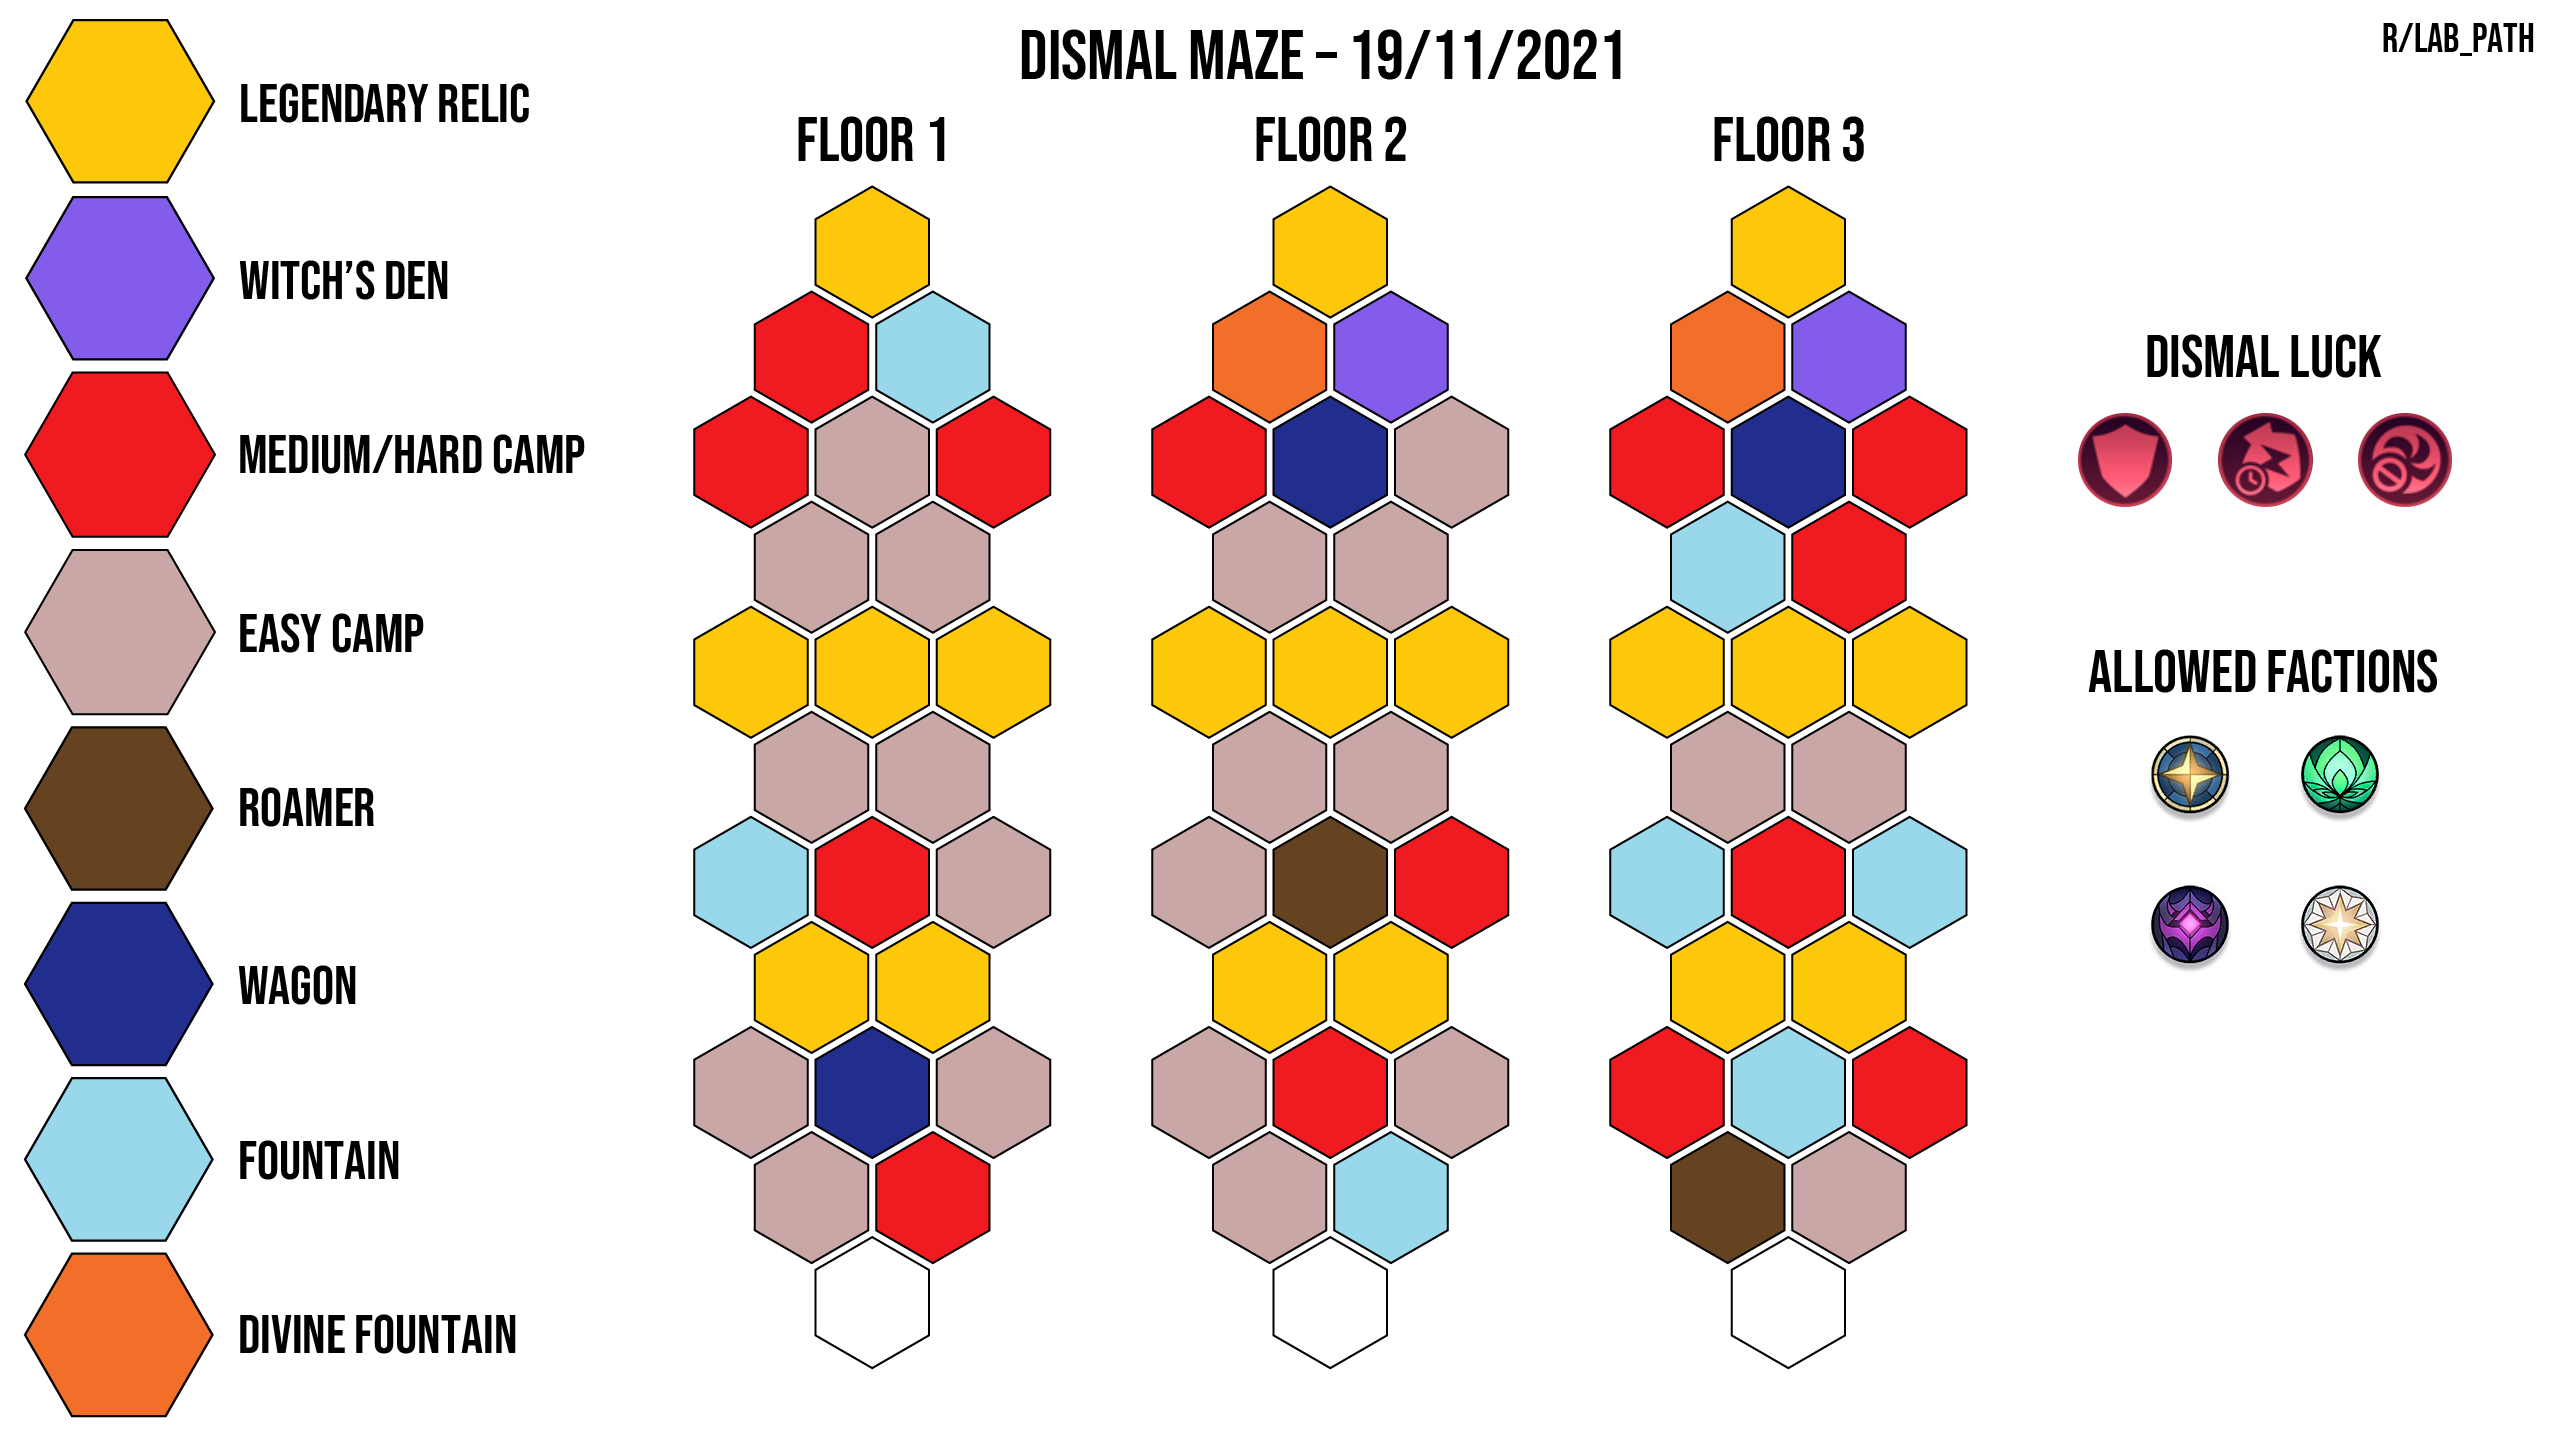 DISMAL MAZE – 19/11/2021
R/LAB_PATH
LEGENDARY RELIC
WITCH’S DEN
MEDIUM/HARD CAMP
EASY CAMP
ROAMER
WAGON
FOUNTAIN
DIVINE FOUNTAIN
FLOOR 1
FLOOR 2
FLOOR 3
DISMAL LUCK
ALLOWED FACTIONS